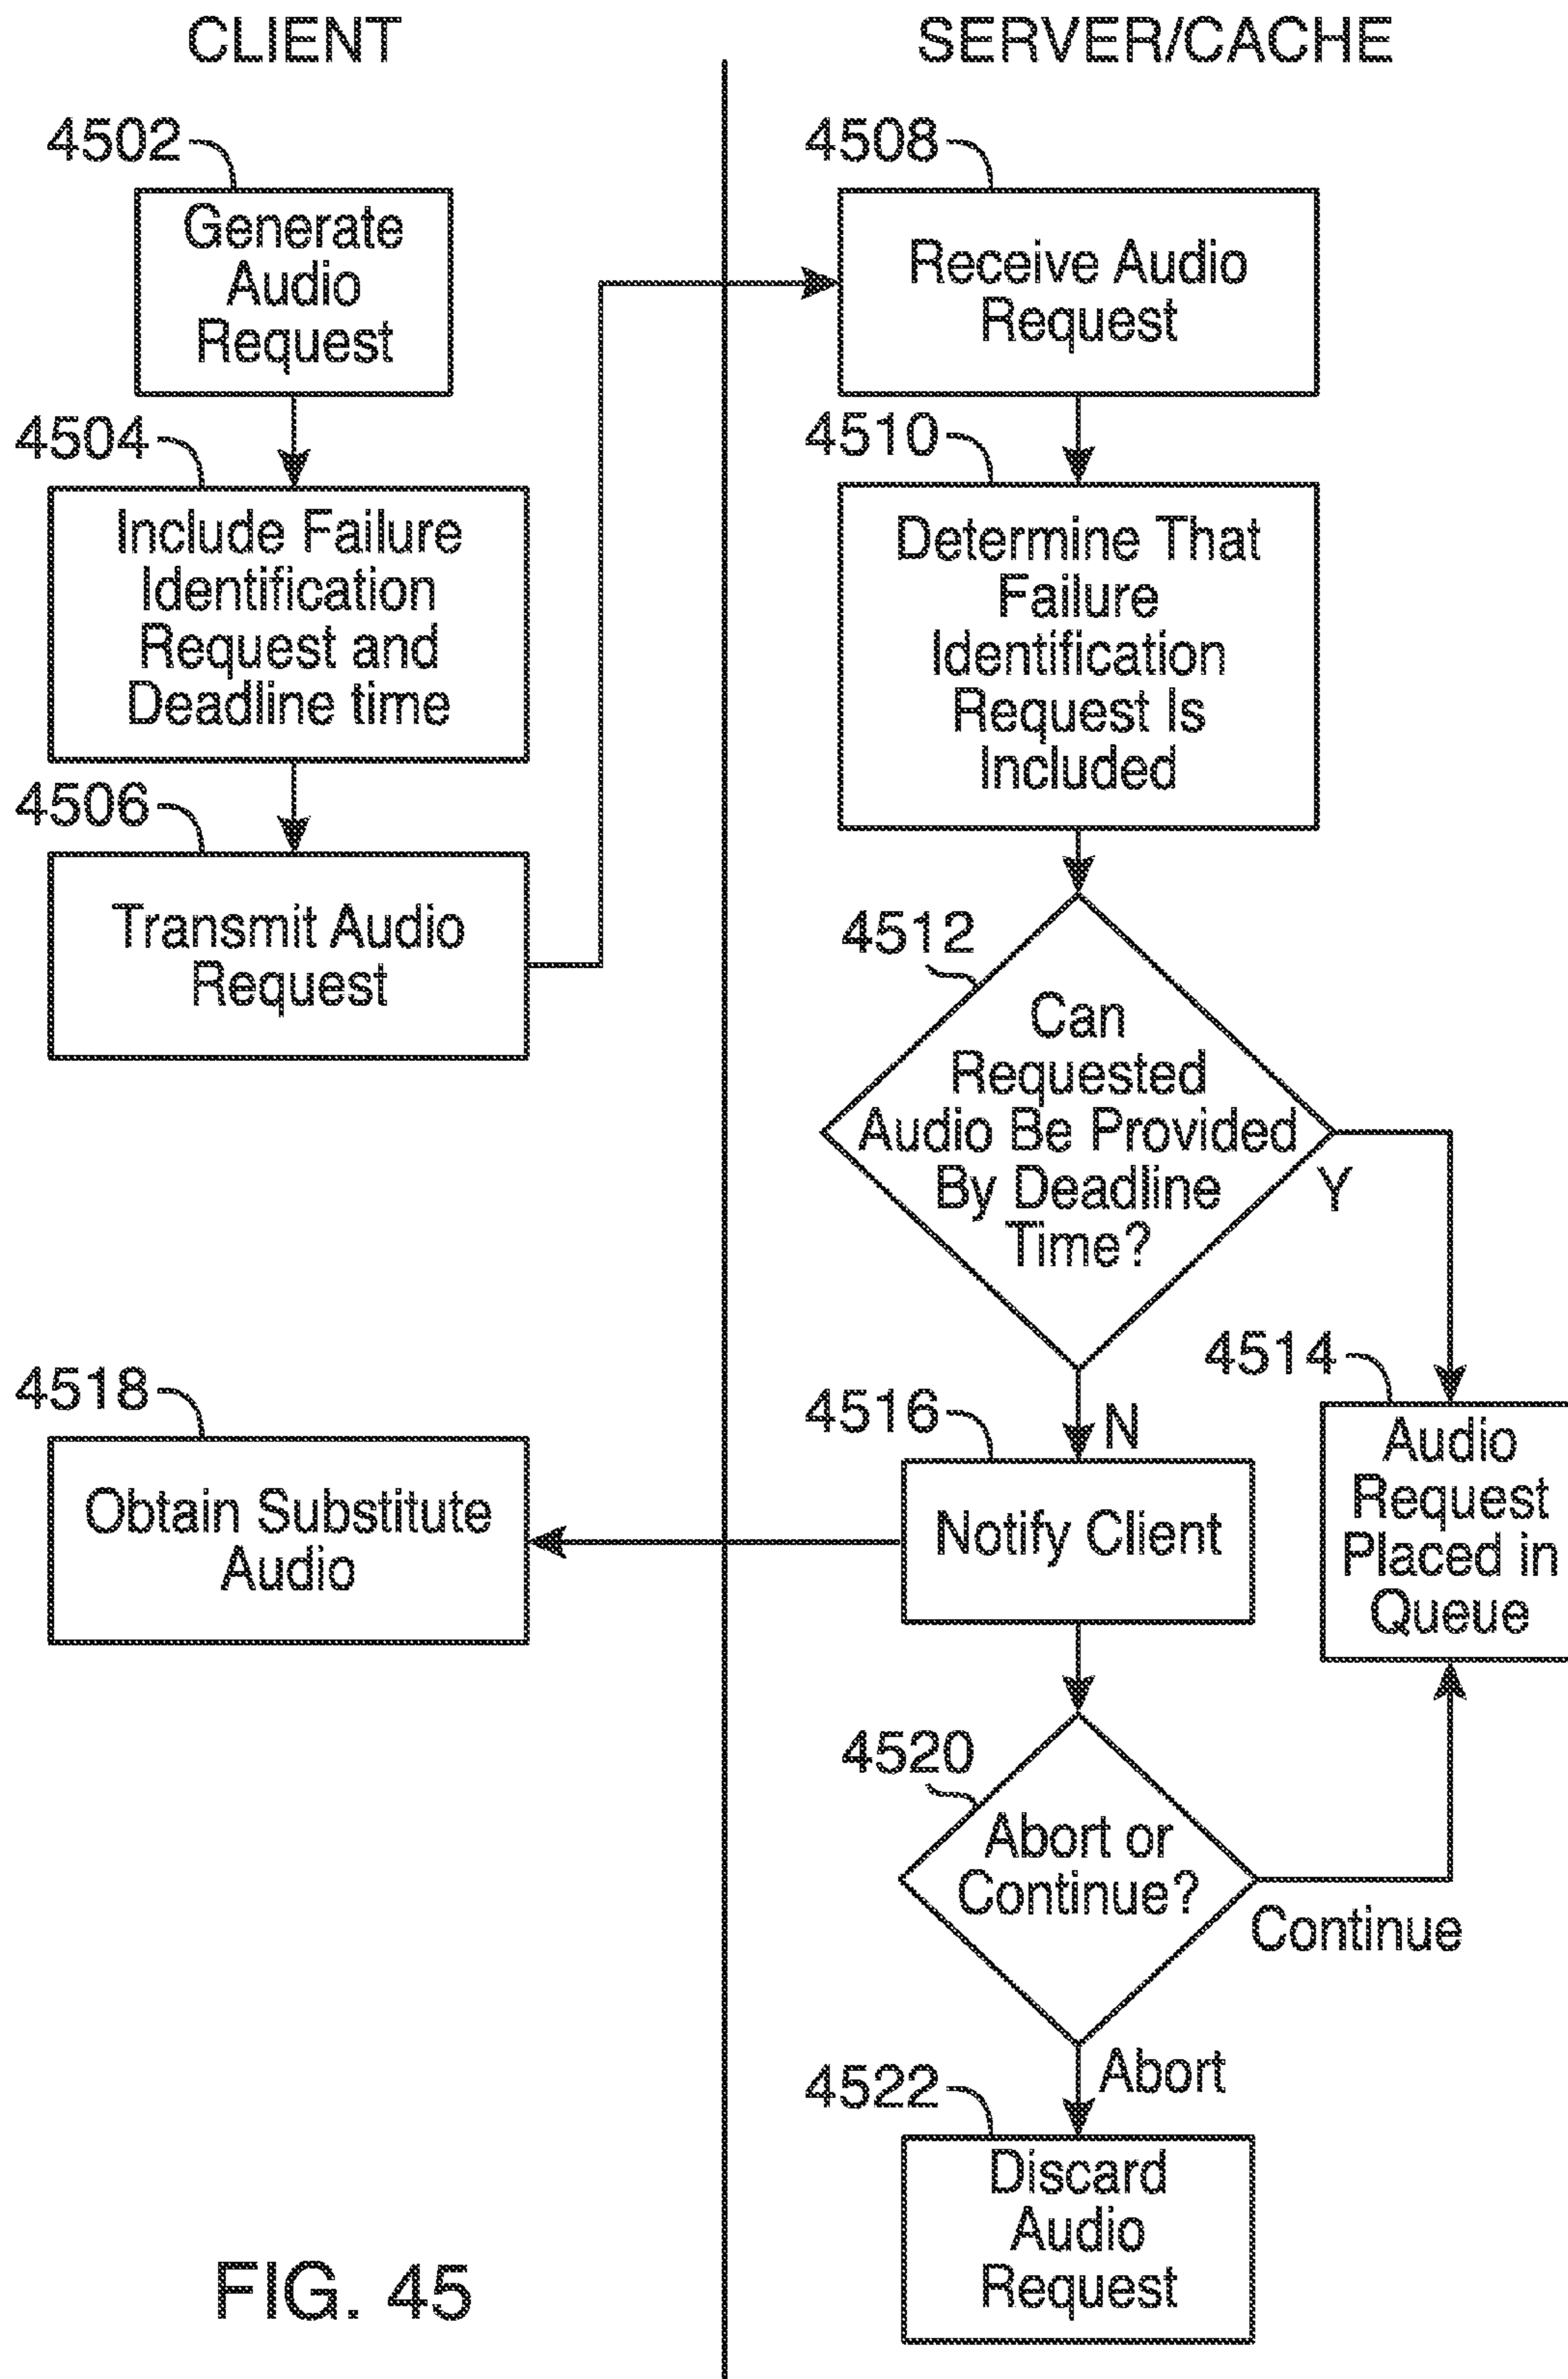 CLIENT
SERVER/CACHE
4502
Generate
Audio
Request
4504
Include Failure
Identification
Request and
Deadline time
4506
Transmit Audio
Request
4508
Receive Audio
Request
4510
Determine That
Failure
Identification
Request Is
Included
4512
Can
Requested
Audio Be Provided
By Deadline
Time?
Y
N
4514
Audio
Request
Placed in
Queue
4516
Notify Client
4518
Obtain Substitute
Audio
4520
Abort or
Continue?
Continue
Abort
4522
Discard
Audio
Request
FIG. 45